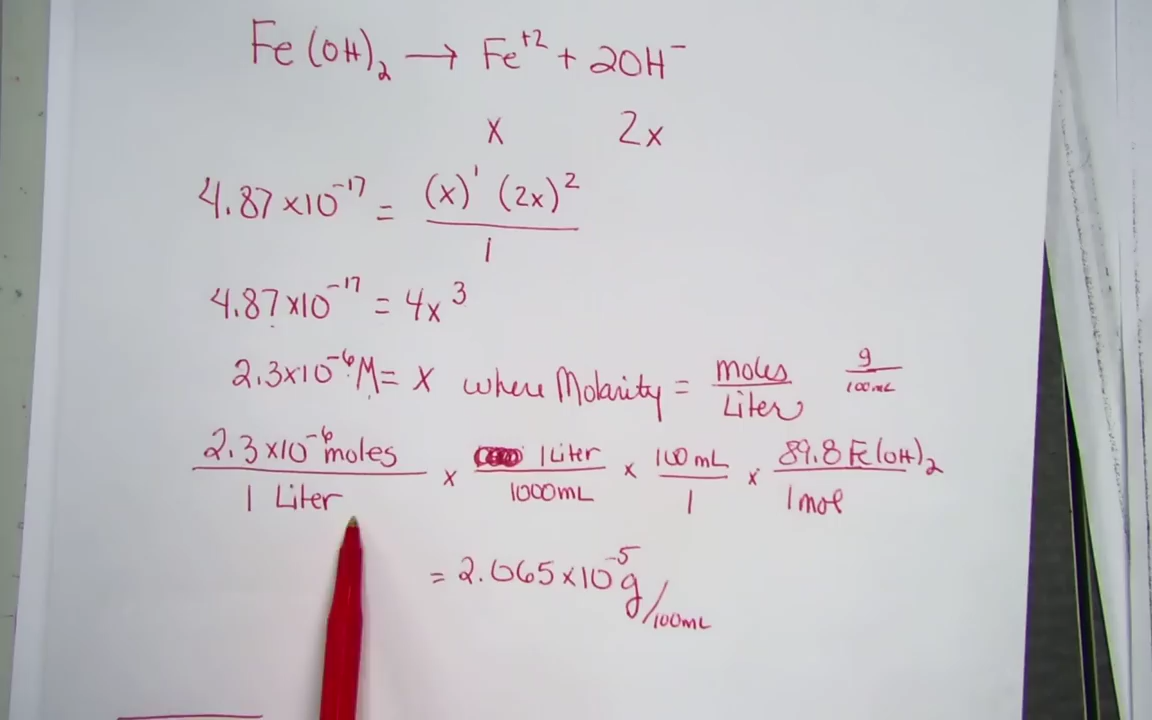 Fe(OH)₂ → Fe⁺² + 2OH⁻
x 2x
4.87×10⁻¹⁷ = (x)¹ (2x)² / 1
4.87×10⁻¹⁷ = 4x³
2.3×10⁻⁶ M = x where Molarity = moles / Liter g / 100mL
2.3×10⁻⁶ moles / 1 Liter × 1 Liter / 1000mL × 100 mL / 1 × 89.8 Fe(OH)₂ / 1 mol
= 2.065×10⁻⁵ g/100mL